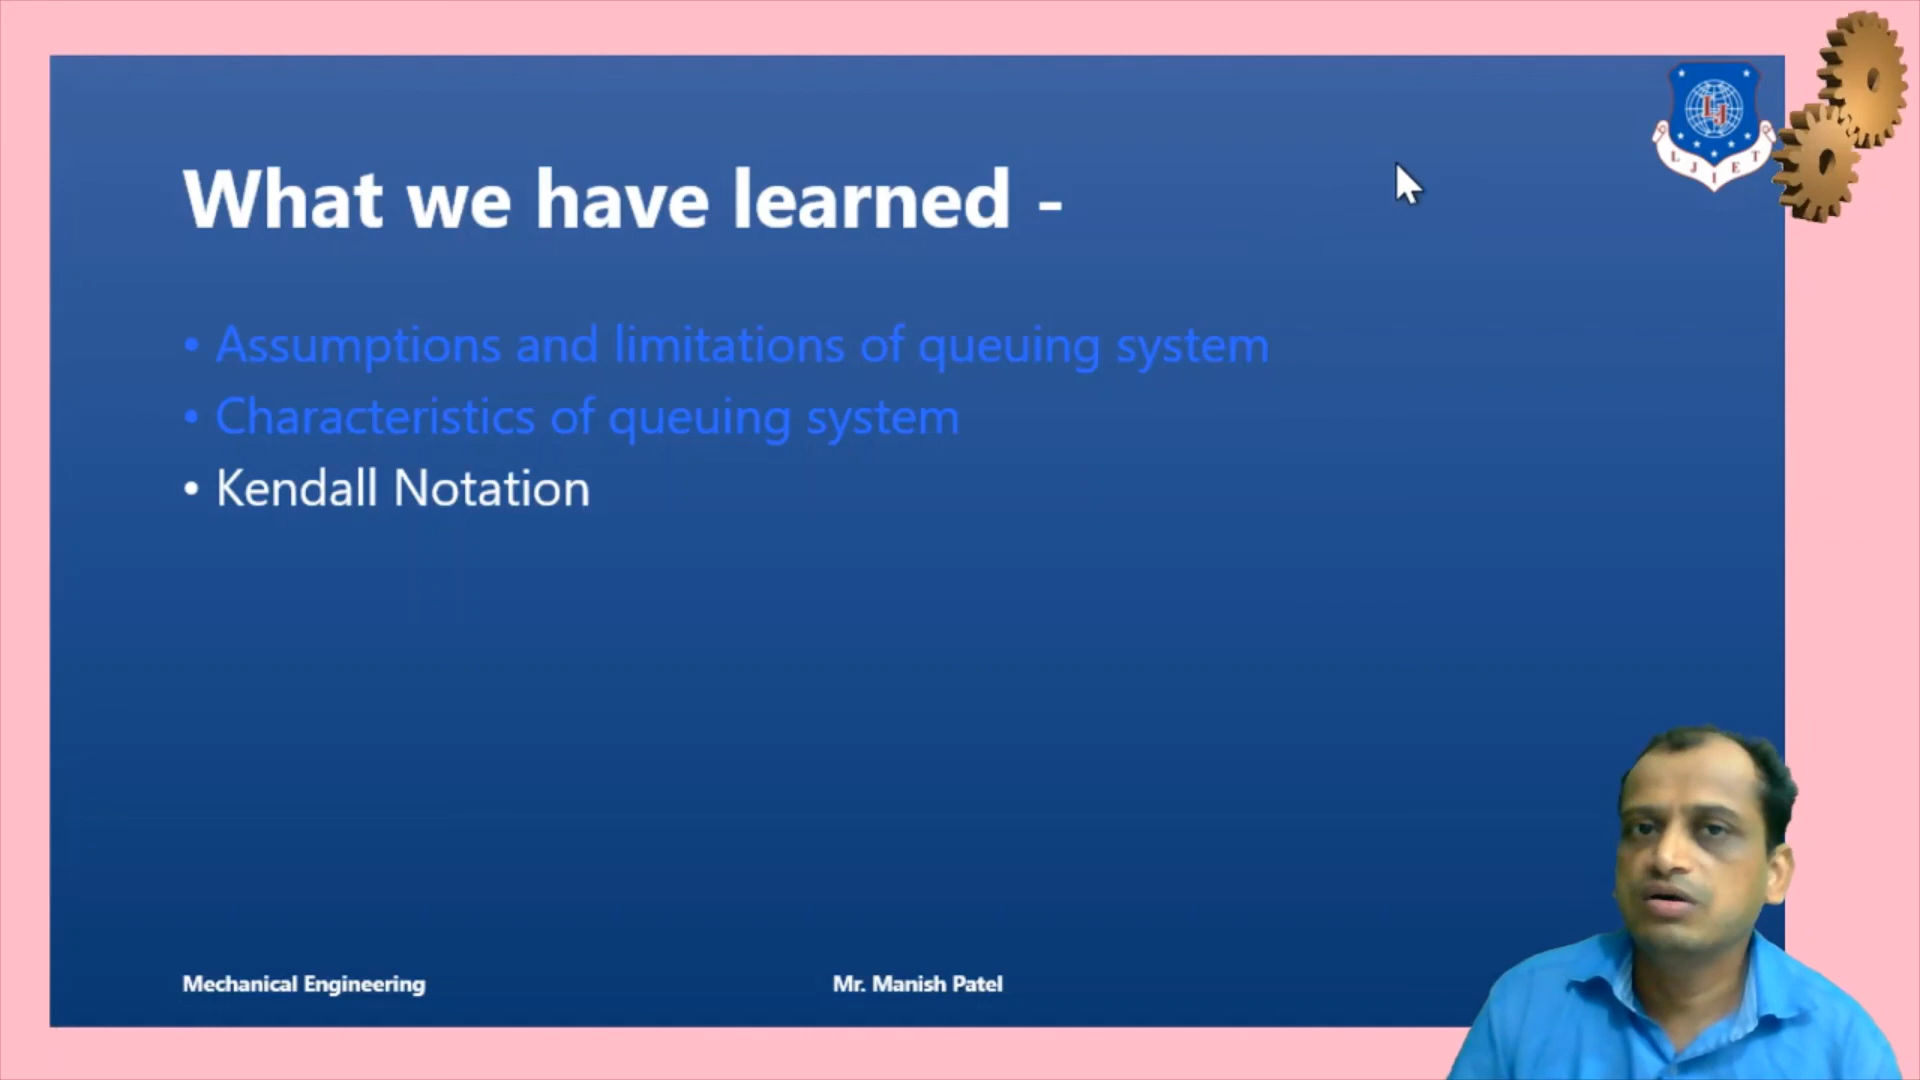 What we have learned -
• Assumptions and limitations of queuing system
• Characteristics of queuing system
• Kendall Notation
Mechanical Engineering
Mr. Manish Patel
LJ
L J I E T